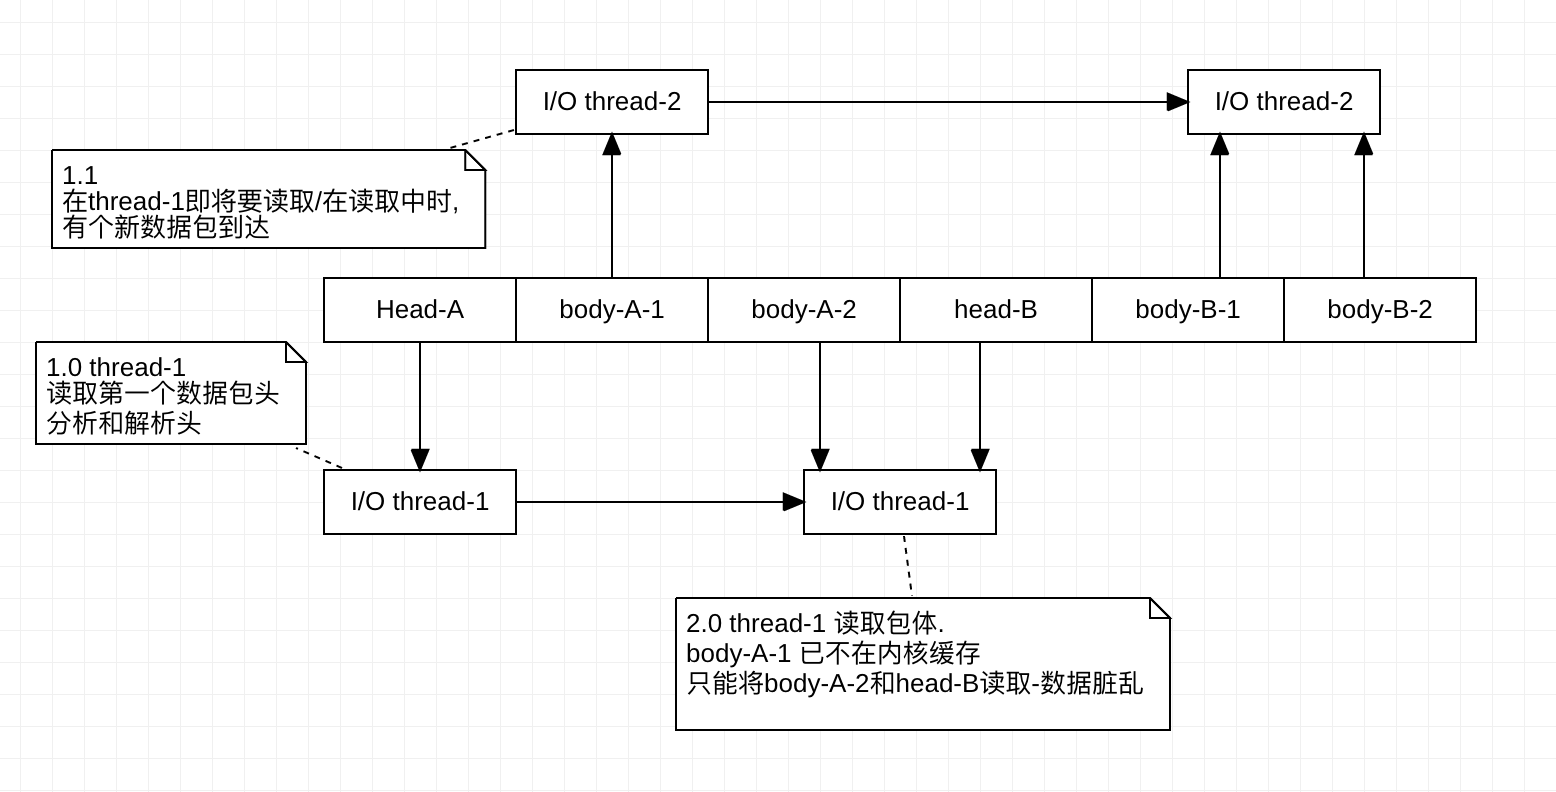 I/O thread-2
I/O thread-2
1.1
在thread-1即将要读取/在读取中时,
有个新数据包到达
Head-A
body-A-1
body-A-2
head-B
body-B-1
body-B-2
1.0 thread-1
读取第一个数据包头
分析和解析头
I/O thread-1
I/O thread-1
2.0 thread-1 读取包体.
body-A-1 已不在内核缓存
只能将body-A-2和head-B读取-数据脏乱